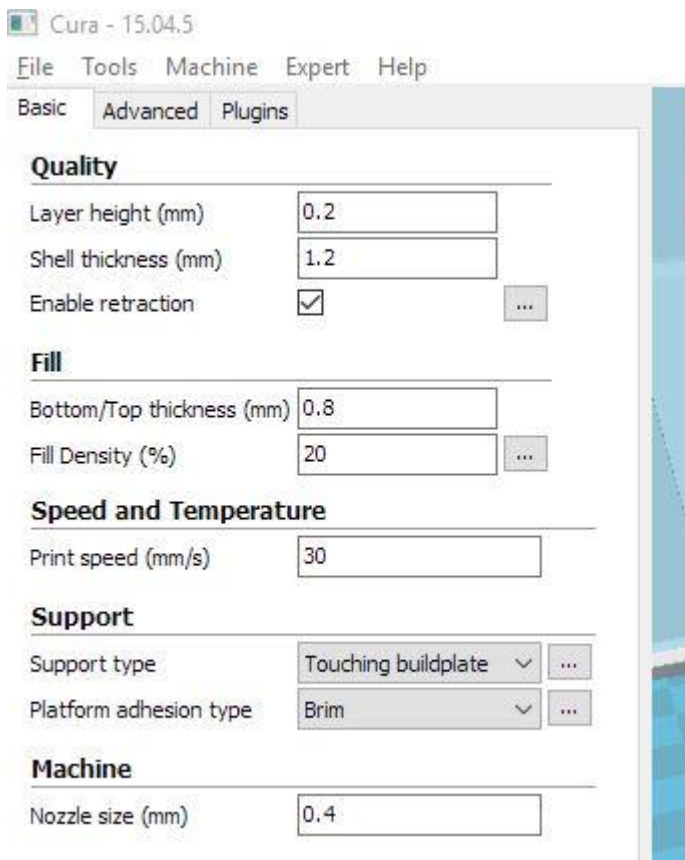 Cura - 15.04.5
File Tools Machine Expert Help
Basic Advanced Plugins
Quality
Layer height (mm) 0.2
Shell thickness (mm) 1.2
Enable retraction ...
Fill
Bottom/Top thickness (mm) 0.8
Fill Density (%) 20 ...
Speed and Temperature
Print speed (mm/s) 30
Support
Support type Touching buildplate ...
Platform adhesion type Brim ...
Machine
Nozzle size (mm) 0.4